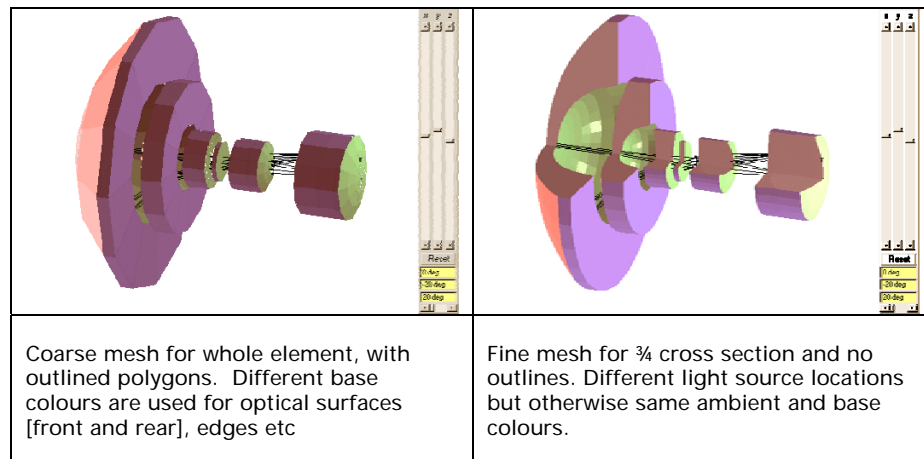 x y z
Reset
0 deg
-20 deg
20 deg
x y z
Reset
0 deg
-20 deg
20 deg
Coarse mesh for whole element, with
outlined polygons.  Different base
colours are used for optical surfaces
[front and rear], edges etc
Fine mesh for ¾ cross section and no
outlines. Different light source locations
but otherwise same ambient and base
colours.